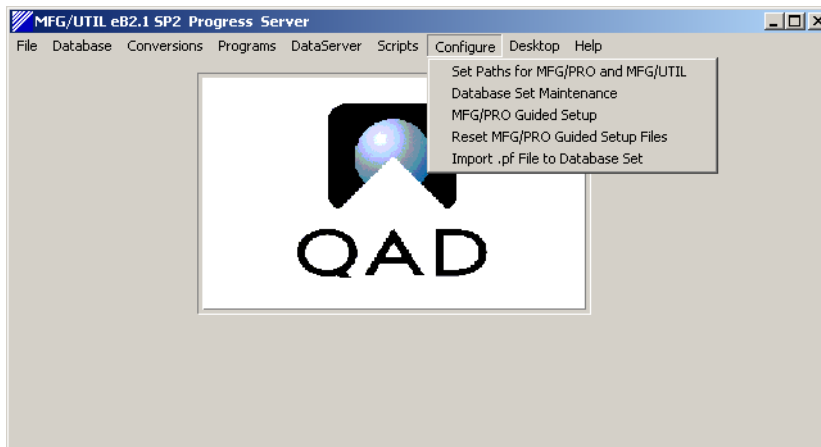 MFG/UTIL eB2.1 SP2 Progress Server
File Database Conversions Programs DataServer Scripts Configure Desktop Help
Set Paths for MFG/PRO and MFG/UTIL
Database Set Maintenance
MFG/PRO Guided Setup
Reset MFG/PRO Guided Setup Files
Import .pf File to Database Set
QAD